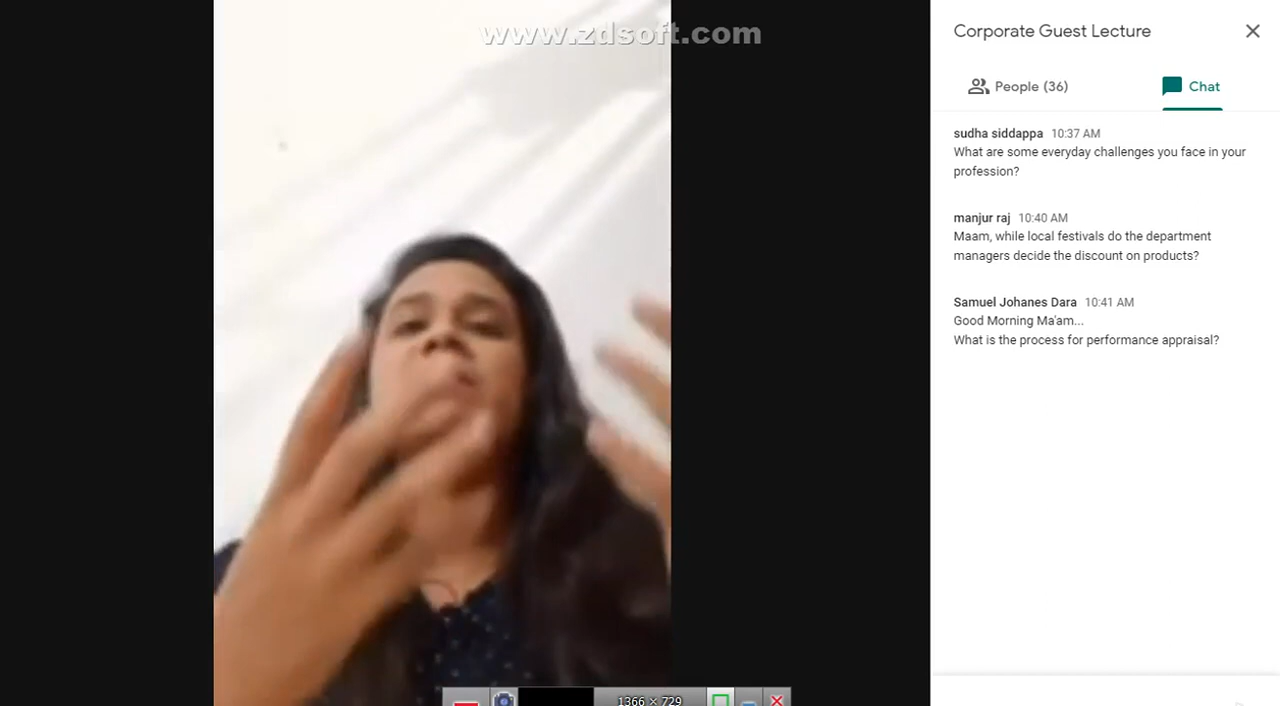 www.zdsoft.com
Corporate Guest Lecture
People (36)
Chat
sudha siddappa 10:37 AM
What are some everyday challenges you face in your
profession?
manjur raj 10:40 AM
Maam, while local festivals do the department
managers decide the discount on products?
Samuel Johanes Dara 10:41 AM
Good Morning Ma'am...
What is the process for performance appraisal?
1366 × 729